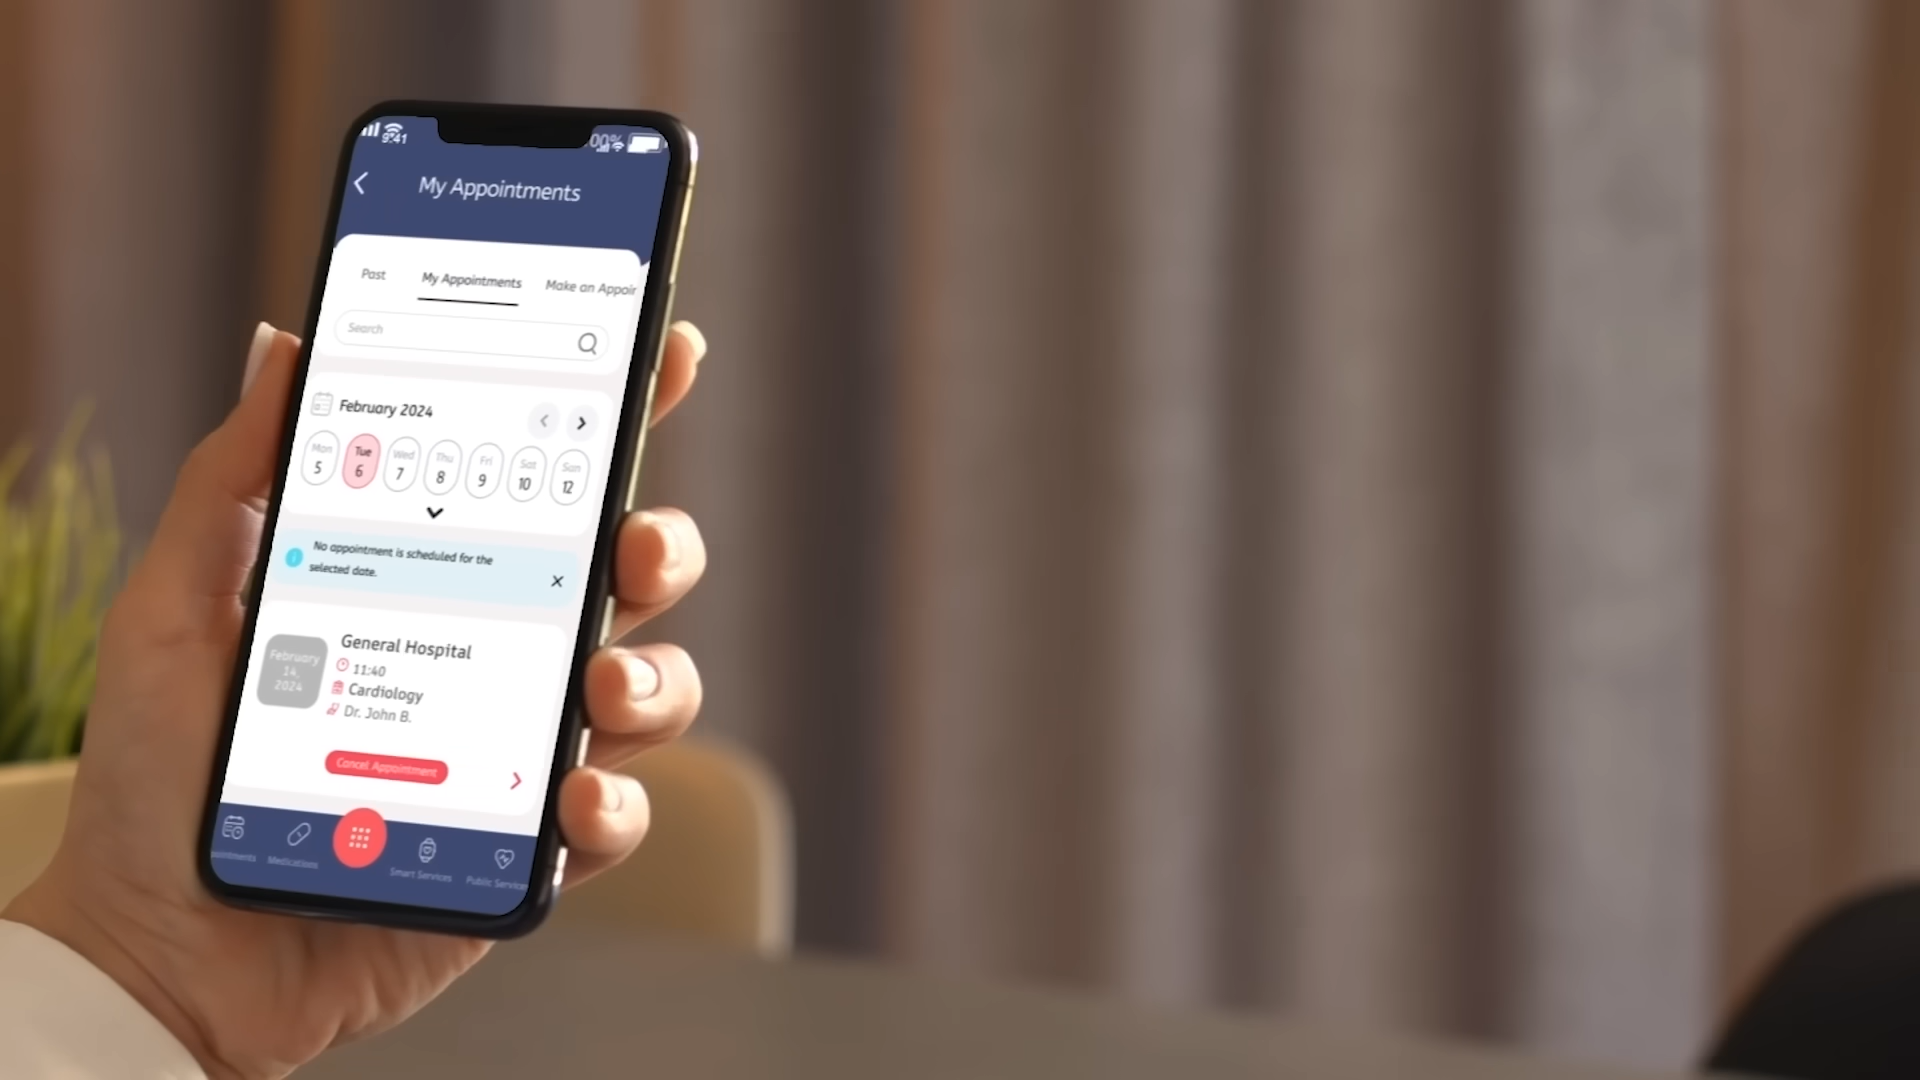 9:41
My Appointments
Past My Appointments Make an Appoin
Search
February 2024
Mon Tue Wed Thu Fri Sat Sun
5 6 7 8 9 10 12
No appointment is scheduled for the
selected date.
General Hospital
February
14,
2024
11:40
Cardiology
Dr. John B.
Cancel Appointment
Medications Smart Services Public Service